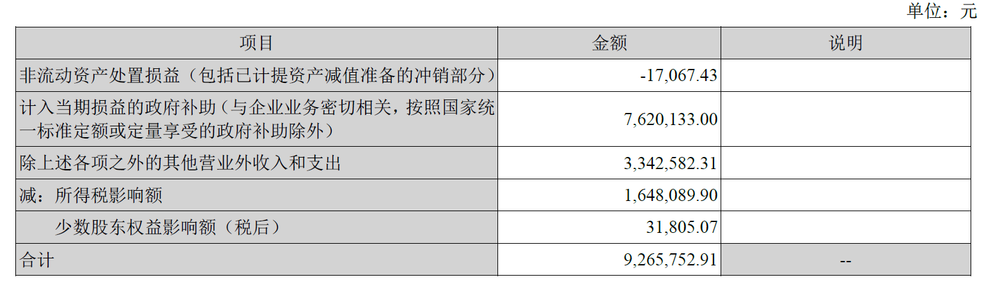 单位：元
项目 金额 说明
非流动资产处置损益（包括已计提资产减值准备的冲销部分） -17,067.43
计入当期损益的政府补助（与企业业务密切相关，按照国家统
一标准定额或定量享受的政府补助除外） 7,620,133.00
除上述各项之外的其他营业外收入和支出 3,342,582.31
减：所得税影响额 1,648,089.90
少数股东权益影响额（税后） 31,805.07
合计 9,265,752.91 --